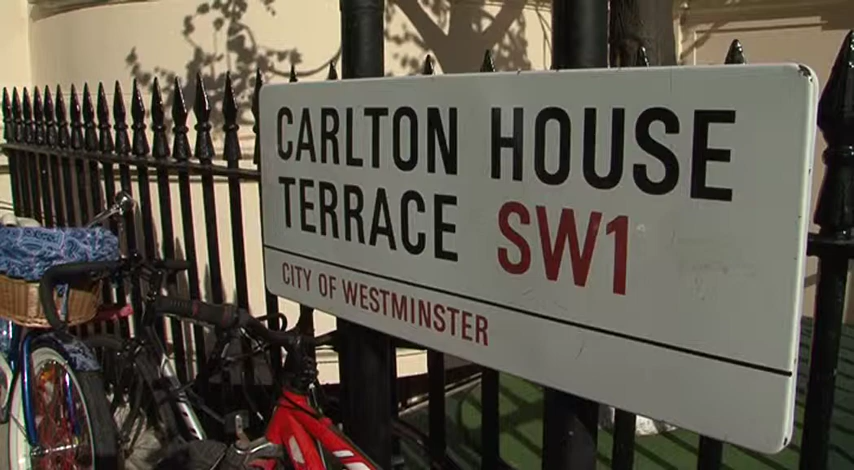 CARLTON HOUSE
TERRACE SW1
CITY OF WESTMINSTER